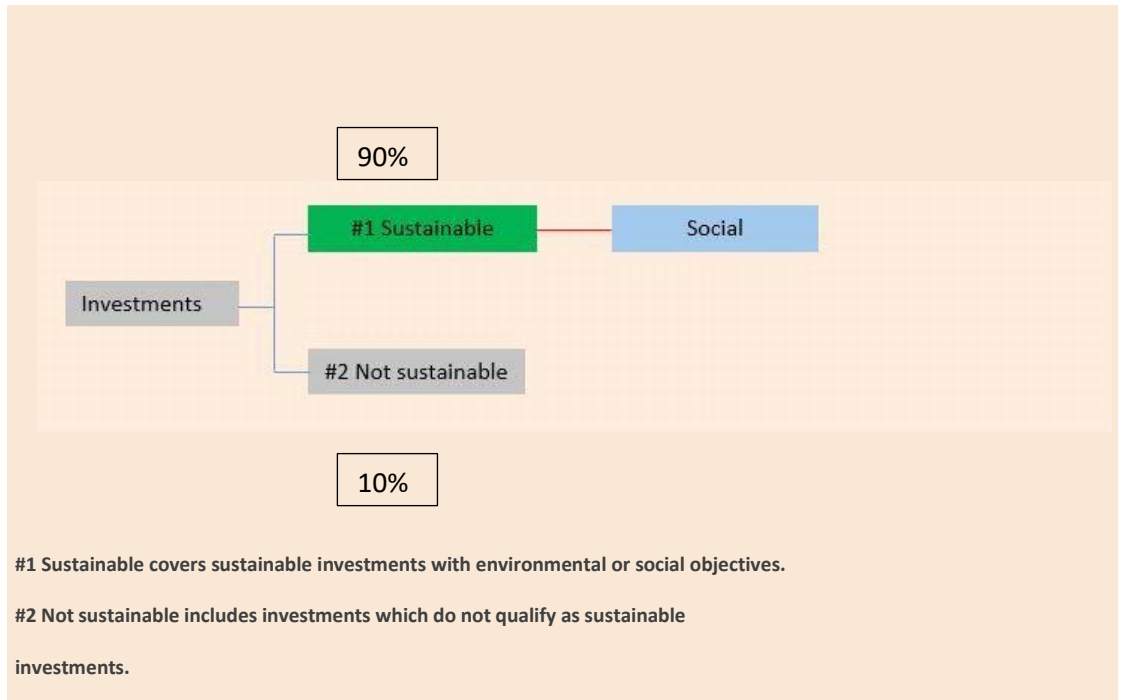 90%
#1 Sustainable
Social
Investments
#2 Not sustainable
10%
#1 Sustainable covers sustainable investments with environmental or social objectives.
#2 Not sustainable includes investments which do not qualify as sustainable
investments.